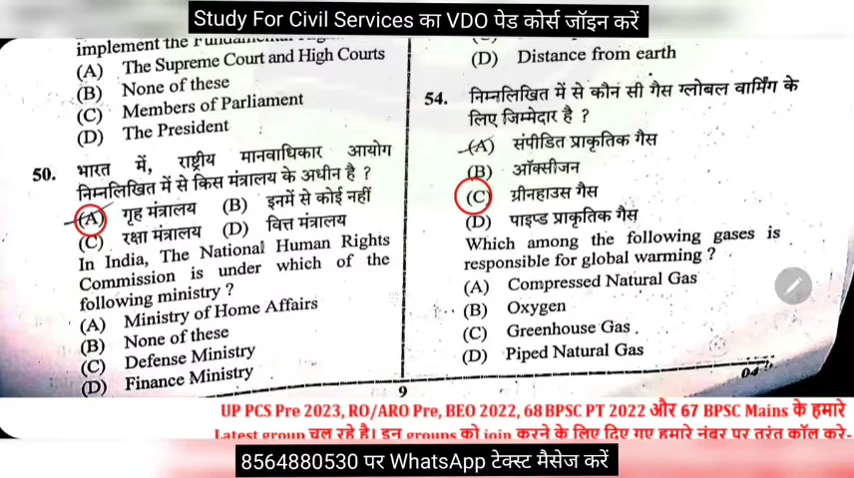 Study For Civil Services का VDO पेड कोर्स जॉइन करें
implement the
(A) The Supreme Court and High Courts
(B) None of these
(C) Members of Parliament
(D) The President
50. भारत में, राष्ट्रीय मानवाधिकार आयोग
निम्नलिखित में से किस मंत्रालय के अधीन है ?
(A) गृह मंत्रालय (B) इनमें से कोई नहीं
(C) रक्षा मंत्रालय (D) वित्त मंत्रालय
In India, The National Human Rights
Commission is under which of the
following ministry ?
(A) Ministry of Home Affairs
(B) None of these
(C) Defense Ministry
(D) Finance Ministry
(D) Distance from earth
54. निम्नलिखित में से कौन सी गैस ग्लोबल वार्मिंग के
लिए जिम्मेदार है ?
(A) संपीडित प्राकृतिक गैस
(B) ऑक्सीजन
(C) ग्रीनहाउस गैस
(D) पाइप्ड प्राकृतिक गैस
Which among the following gases is
responsible for global warming ?
(A) Compressed Natural Gas
(B) Oxygen
(C) Greenhouse Gas .
(D) Piped Natural Gas
9
04
UP PCS Pre 2023, RO/ARO Pre, BEO 2022, 68 BPSC PT 2022 और 67 BPSC Mains के हमारे
Latest group चल रहे है। इन groups को join करने के लिए दिए गए हमारे नंबर पर तुरंत कॉल करे-
8564880530 पर WhatsApp टेक्स्ट मैसेज करें